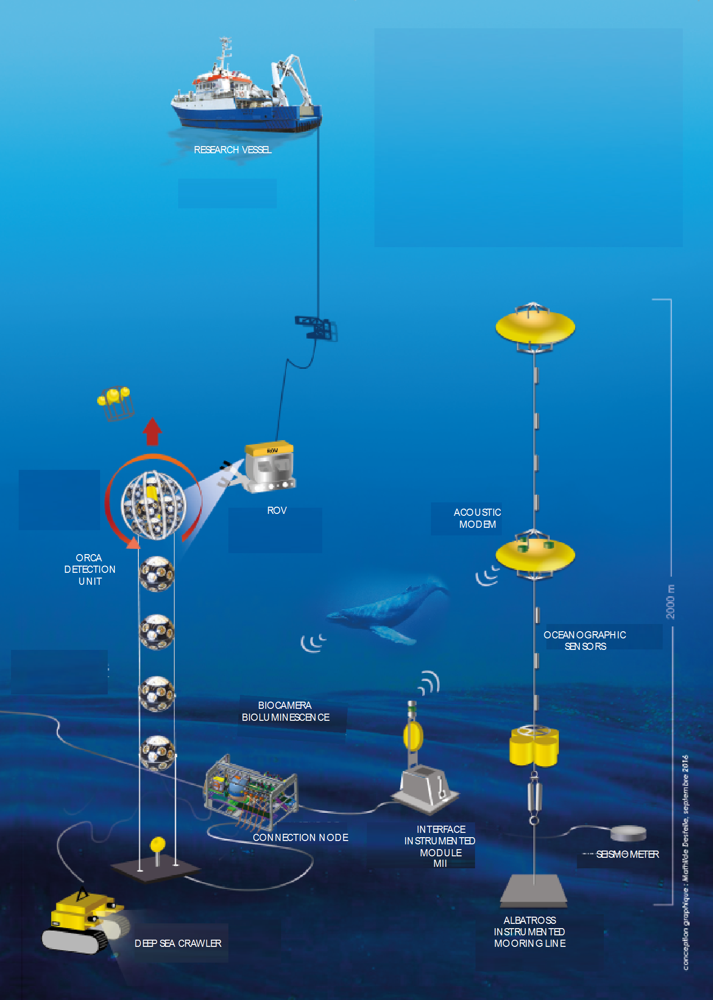 RESEARCH VESSEL
ROV
ROV
ACOUSTIC
MODEM
ORCA
DETECTION
UNIT
2000 m
OCEANOGRAPHIC
SENSORS
BIOCAMERA
BIOLUMINESCENCE
CONNECTION NODE
INTERFACE
INSTRUMENTED
MODULE
MII
SEISMOMETER
ALBATROSS
INSTRUMENTED
MOORING LINE
DEEP SEA CRAWLER
conception graphique : Mathilde Destelle, septembre 2016